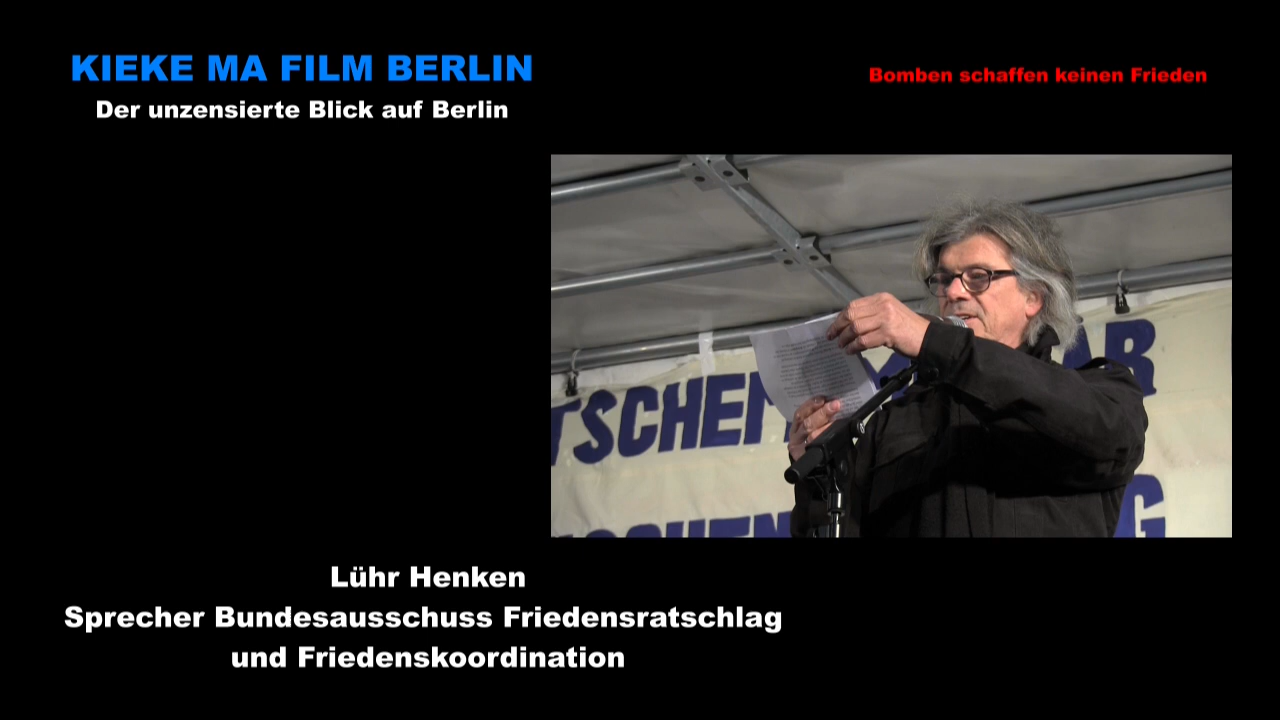 KIEKE MA FILM BERLIN
Der unzensierte Blick auf Berlin
Bomben schaffen keinen Frieden
Lühr Henken
Sprecher Bundesausschuss Friedensratschlag
und Friedenskoordination